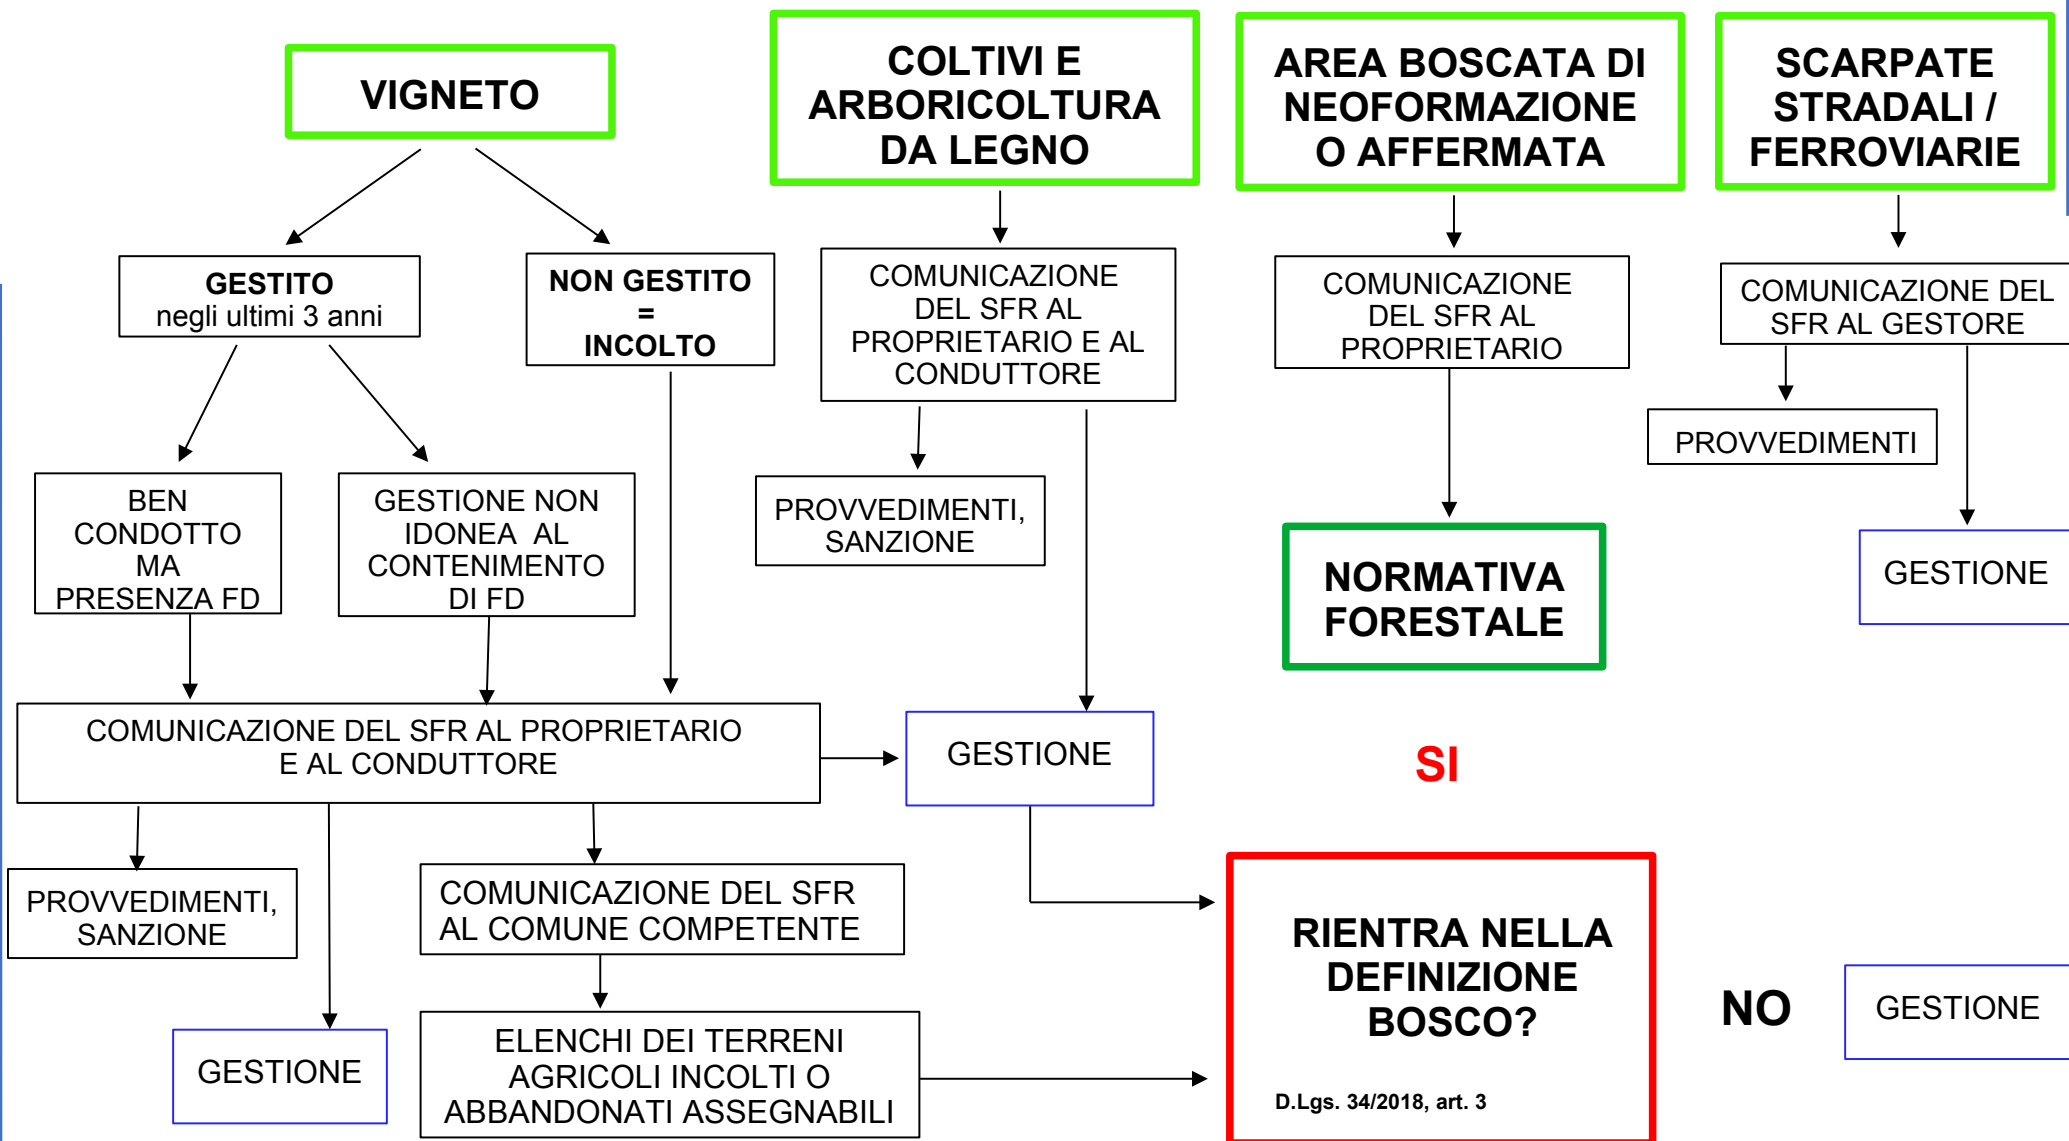 VIGNETO
COLTIVI E
ARBORICOLTURA
DA LEGNO
AREA BOSCATA DI
NEOFORMAZIONE
O AFFERMATA
SCARPATE
STRADALI /
FERROVIARIE
GESTITO
negli ultimi 3 anni
NON GESTITO
=
INCOLTO
COMUNICAZIONE
DEL SFR AL
PROPRIETARIO E AL
CONDUTTORE
COMUNICAZIONE
DEL SFR AL
PROPRIETARIO
COMUNICAZIONE DEL
SFR AL GESTORE
BEN
CONDOTTO
MA
PRESENZA FD
GESTIONE NON
IDONEA AL
CONTENIMENTO
DI FD
PROVVEDIMENTI,
SANZIONE
PROVVEDIMENTI
NORMATIVA
FORESTALE
GESTIONE
COMUNICAZIONE DEL SFR AL PROPRIETARIO
E AL CONDUTTORE
GESTIONE
SI
PROVVEDIMENTI,
SANZIONE
COMUNICAZIONE DEL SFR
AL COMUNE COMPETENTE
RIENTRA NELLA
DEFINIZIONE
BOSCO?
D.Lgs. 34/2018, art. 3
NO
GESTIONE
GESTIONE
ELENCHI DEI TERRENI
AGRICOLI INCOLTI O
ABBANDONATI ASSEGNABILI